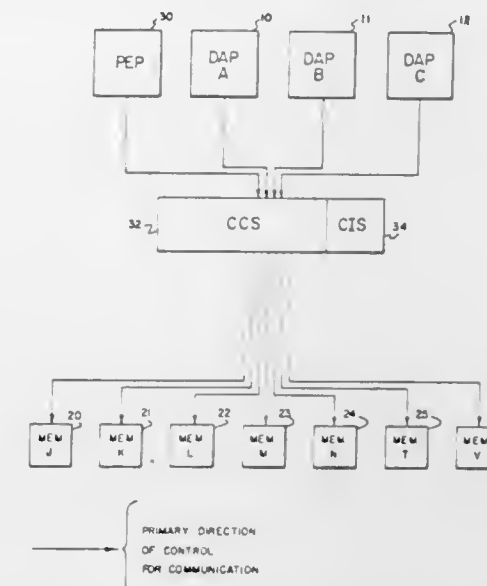 30 10 11 12
PEP DAP DAP DAP
A B C
32 CCS CIS 34
20 21 22 23 24 25
MEM MEM MEM MEM MEM MEM MEM
J K L M N T V
PRIMARY DIRECTION
OF CONTROL
FOR COMMUNICATION